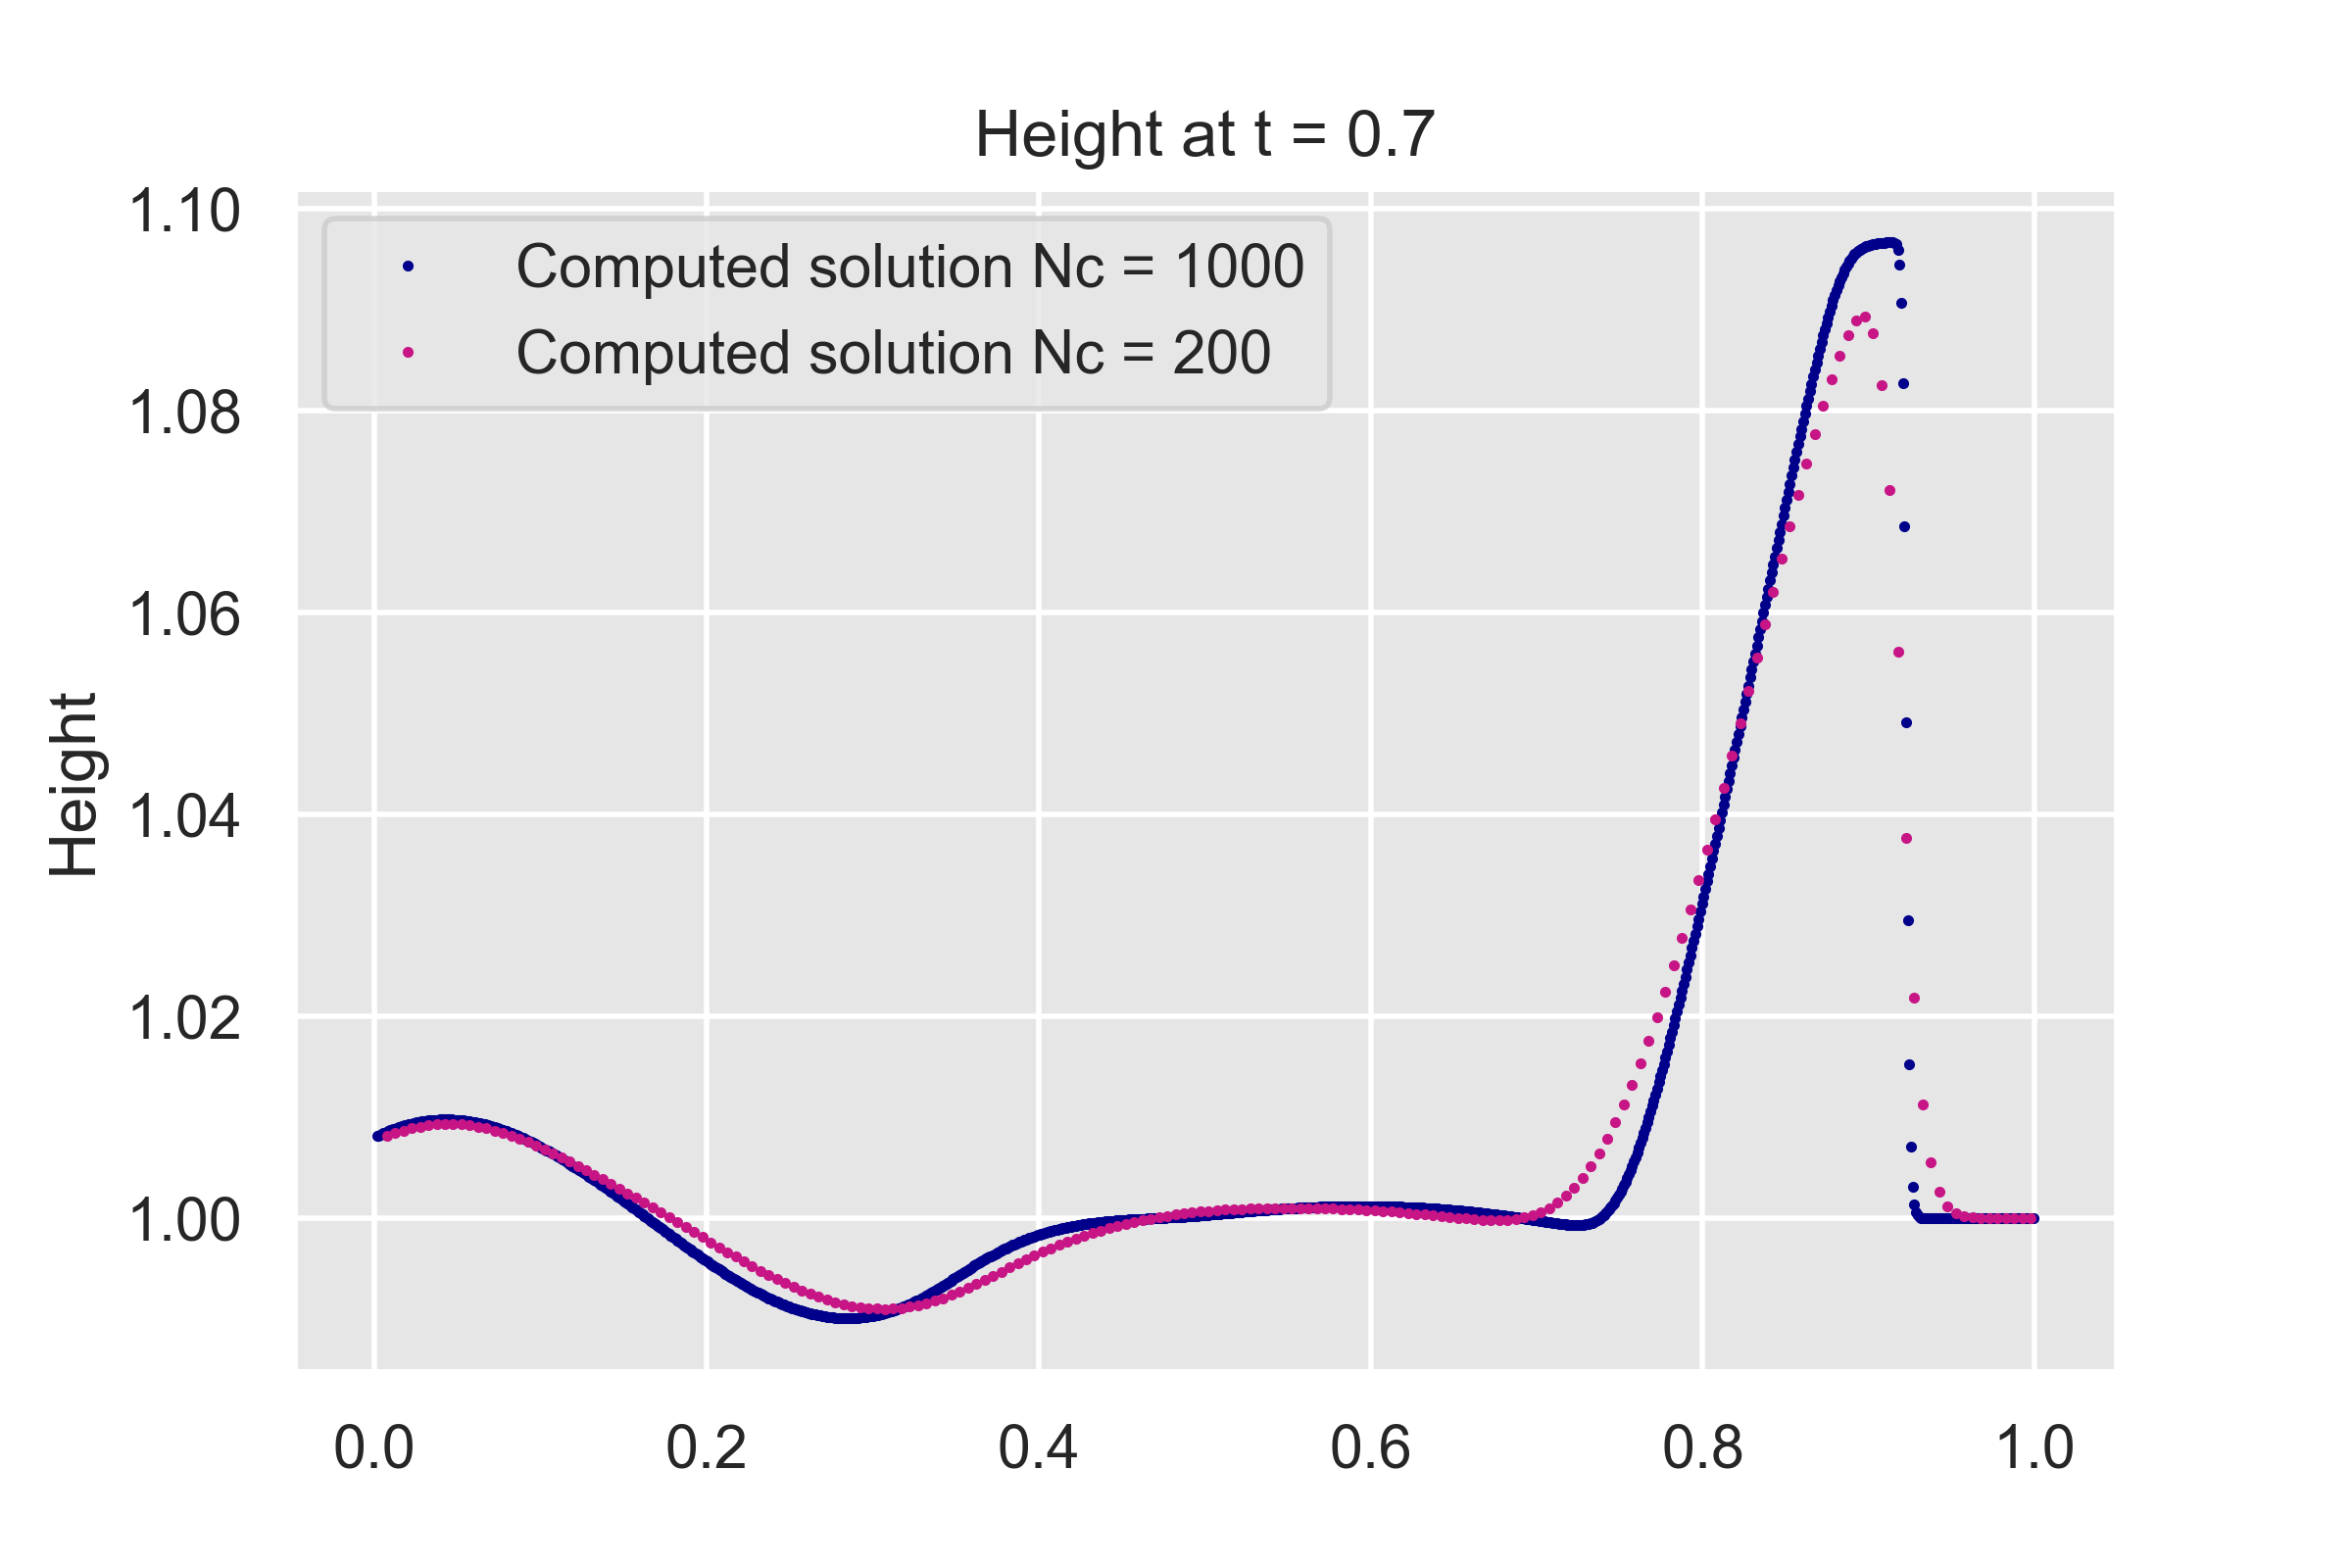 Height at t = 0.7
1.10
1.08
1.06
1.04
1.02
1.00
Height
Computed solution Nc = 1000
Computed solution Nc = 200
0.0 0.2 0.4 0.6 0.8 1.0